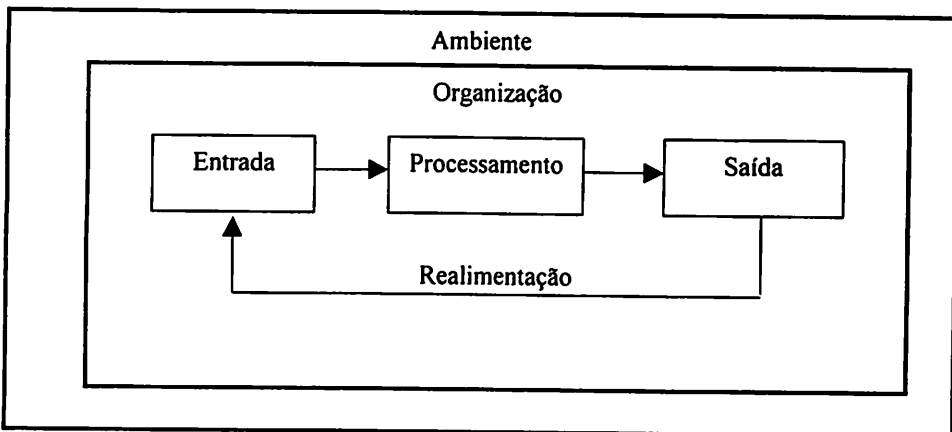 Ambiente
Organização
Entrada
Processamento
Saída
Realimentação